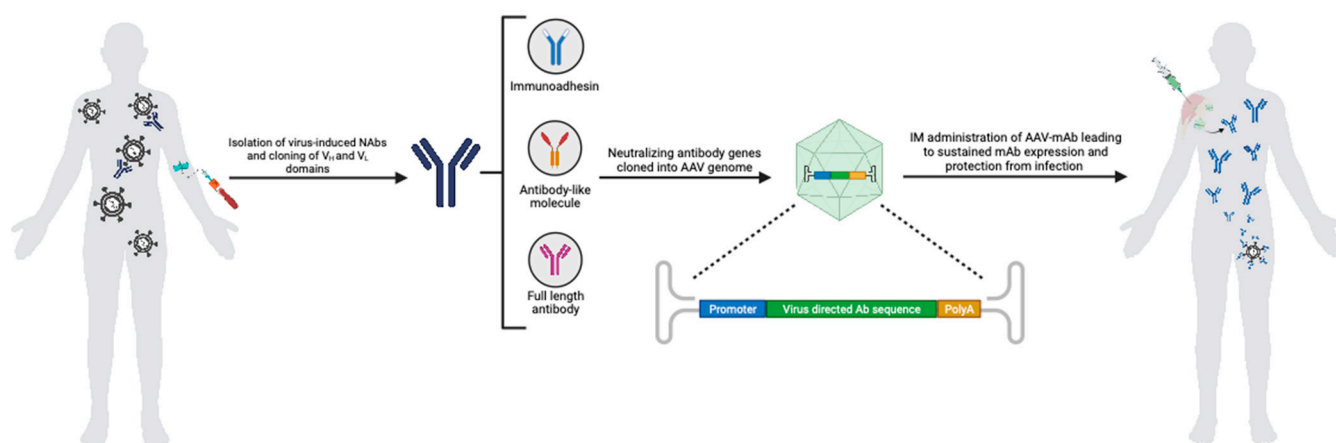 Immunoadhesin
Isolation of virus-induced NAbs
and cloning of VH and VL
domains
Antibody-like
molecule
Full length
antibody
Neutralizing antibody genes
cloned into AAV genome
IM administration of AAV-mAb leading
to sustained mAb expression and
protection from infection
Promoter
Virus directed Ab sequence
PolyA